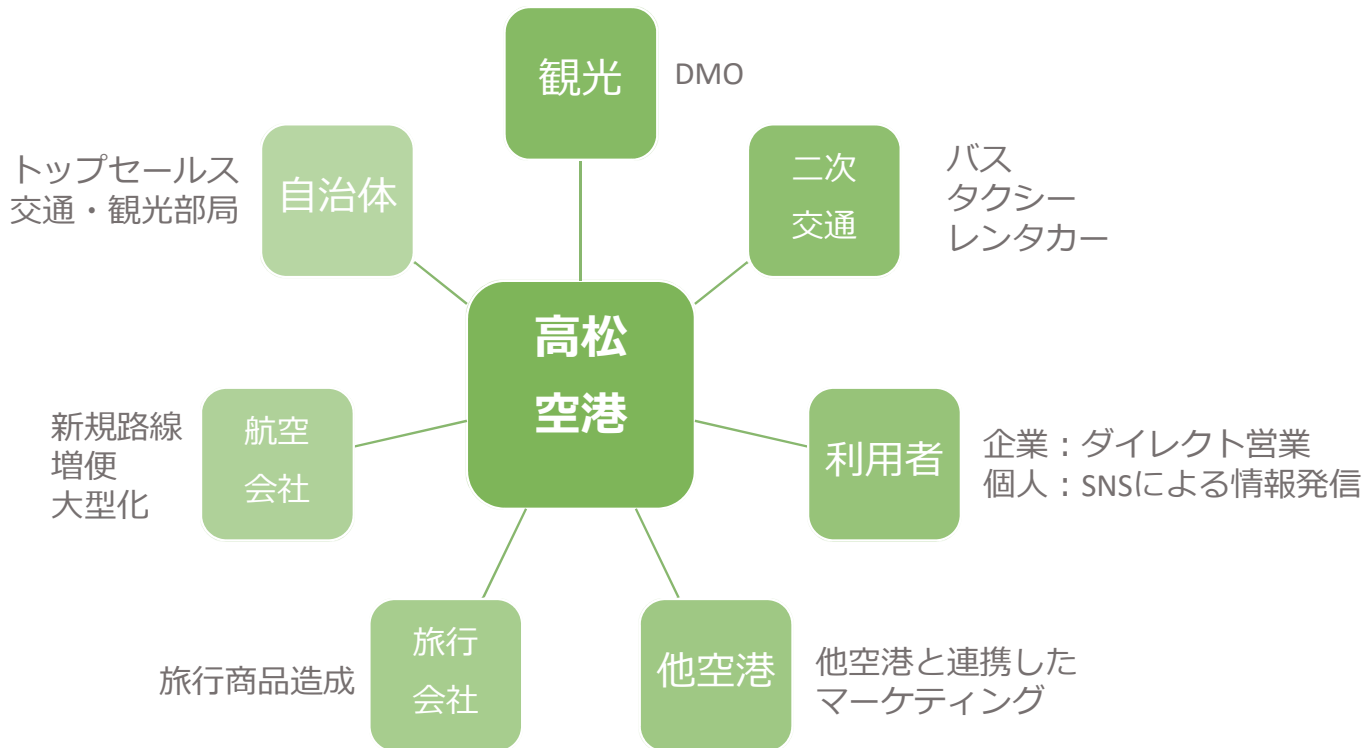 観光
DMO
二次
交通
バス
タクシー
レンタカー
トップセールス
交通・観光部局
自治体
高松
空港
利用者
企業：ダイレクト営業
個人：SNSによる情報発信
新規路線
増便
大型化
航空
会社
旅行商品造成
旅行
会社
他空港
他空港と連携した
マーケティング